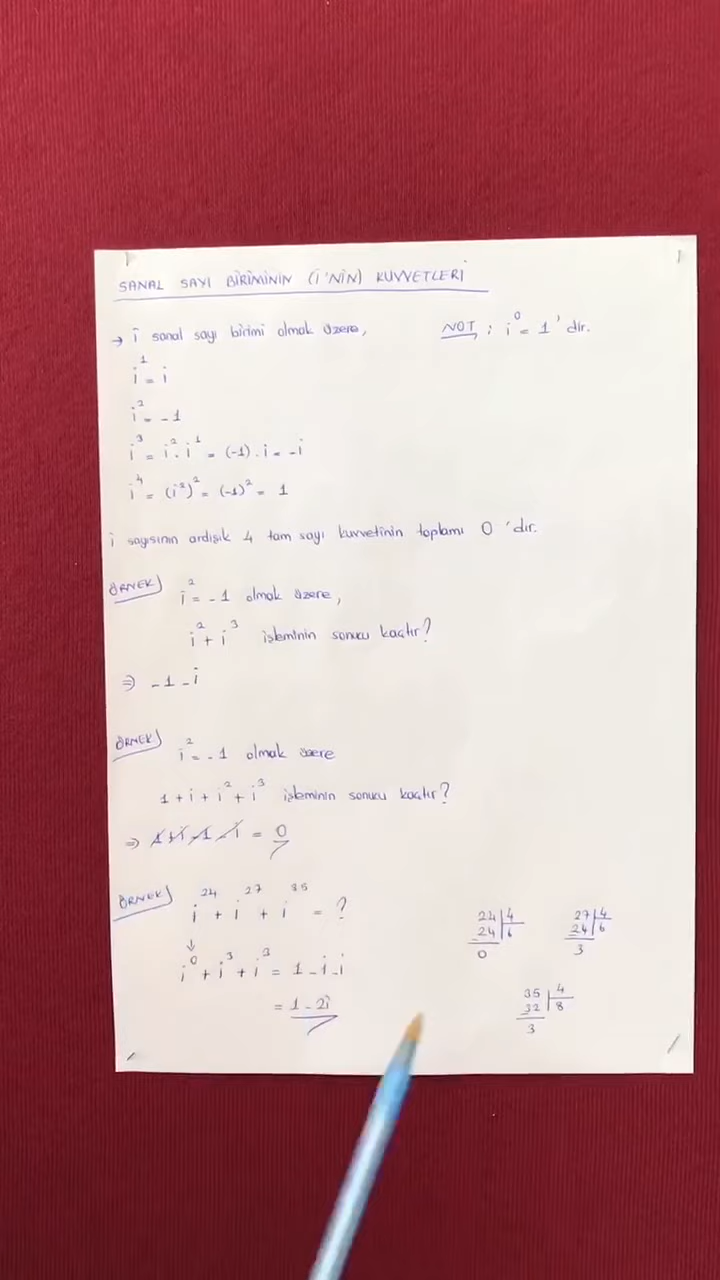 SANAL SAYI BİRİMİNİN (İ'NİN) KUVVETLERİ
→ i sanal sayı birimi olmak üzere,
NOT ; i⁰ = 1' dir.
i¹ = i
i² = -1
i³ = i² . i¹ = (-1) . i = -i
i⁴ = (i²)² = (-1)² = 1
i sayısının ardışık 4 tam sayı kuvvetinin toplamı 0 'dır.
ÖRNEK) i² = -1 olmak üzere,
i² + i³ işleminin sonucu kaçtır?
⇒ -1 - i
ÖRNEK) i² = -1 olmak üzere
1 + i + i² + i³ işleminin sonucu kaçtır?
⇒ 1 + i - 1 - i = 0
ÖRNEK) i²⁴ + i²⁷ + i³⁵ = ?
↓
i⁰ + i³ + i³ = 1 - i - i
= 1 - 2i
24 | 4
24 | 6
0
27 | 4
24 | 6
3
35 | 4
32 | 8
3